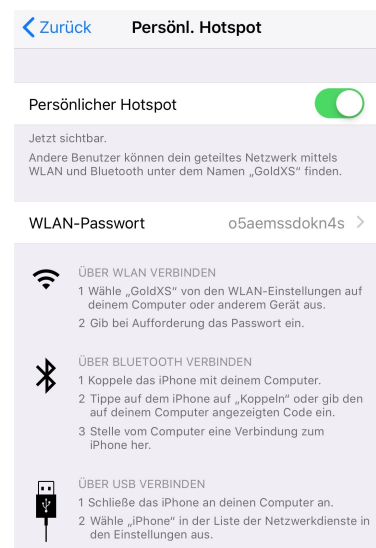 Zurück Persönl. Hotspot
Persönlicher Hotspot
Jetzt sichtbar.
Andere Benutzer können dein geteiltes Netzwerk mittels
WLAN und Bluetooth unter dem Namen „GoldXS“ finden.
WLAN-Passwort o5aemssdokn4s
ÜBER WLAN VERBINDEN
1 Wähle „GoldXS“ von den WLAN-Einstellungen auf
deinem Computer oder anderem Gerät aus.
2 Gib bei Aufforderung das Passwort ein.
ÜBER BLUETOOTH VERBINDEN
1 Koppele das iPhone mit deinem Computer.
2 Tippe auf dem iPhone auf „Koppeln“ oder gib den
auf deinem Computer angezeigten Code ein.
3 Stelle vom Computer eine Verbindung zum
iPhone her.
ÜBER USB VERBINDEN
1 Schließe das iPhone an deinen Computer an.
2 Wähle „iPhone“ in der Liste der Netzwerkdienste in
den Einstellungen aus.